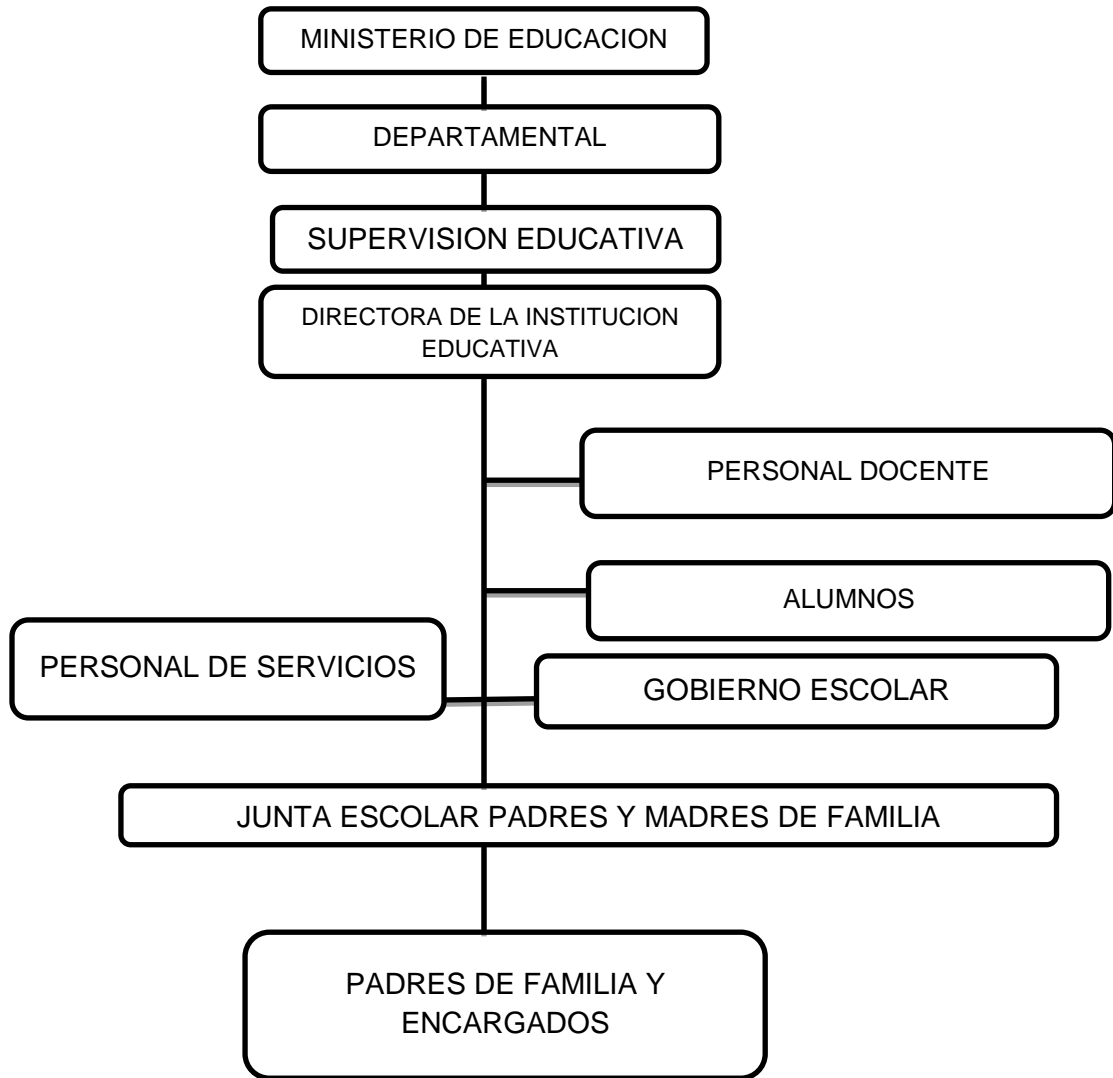 MINISTERIO DE EDUCACION
DEPARTAMENTAL
SUPERVISION EDUCATIVA
DIRECTORA DE LA INSTITUCION
EDUCATIVA
PERSONAL DOCENTE
ALUMNOS
PERSONAL DE SERVICIOS
GOBIERNO ESCOLAR
JUNTA ESCOLAR PADRES Y MADRES DE FAMILIA
PADRES DE FAMILIA Y
ENCARGADOS